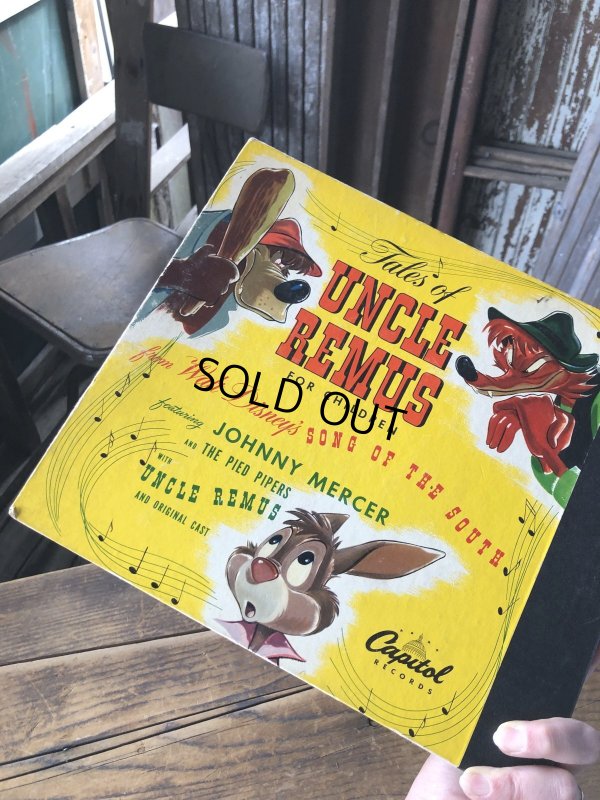 Tales of
UNCLE
REMUS
FOR CHILDREN
from Walt Disney's SONG OF THE SOUTH
featuring JOHNNY MERCER
AND THE PIED PIPERS
WITH UNCLE REMUS
AND ORIGINAL CAST
SOLD OUT
Capitol
RECORDS